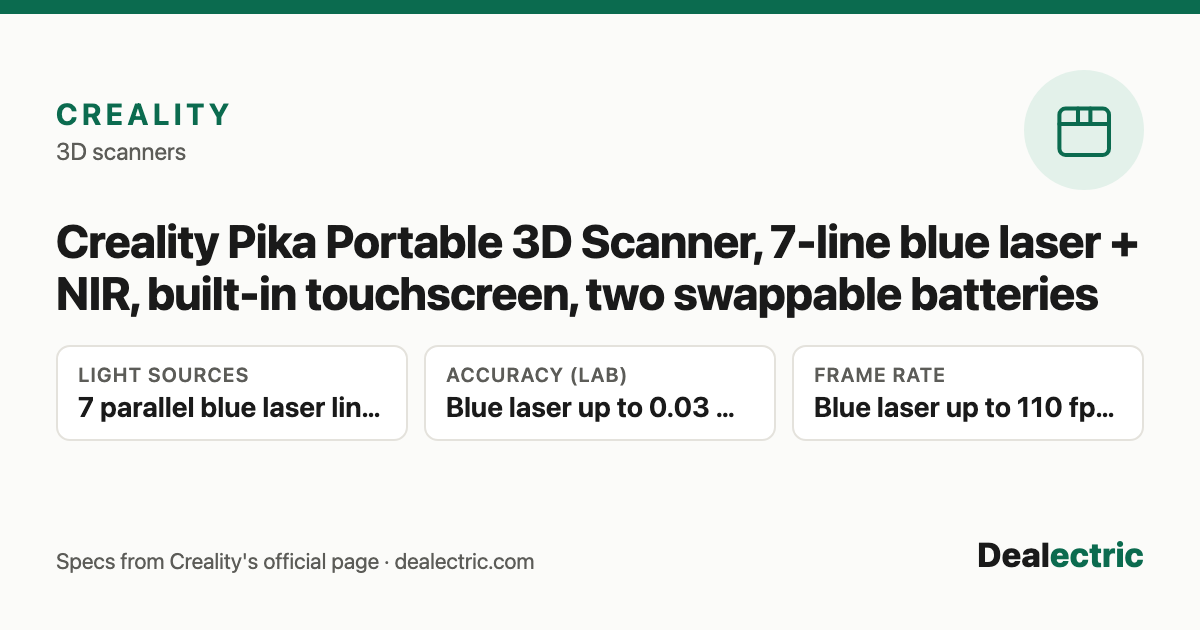 CREALITY
3D scanners
Creality Pika Portable 3D Scanner, 7-line blue laser +
NIR, built-in touchscreen, two swappable batteries
LIGHT SOURCES
7 parallel blue laser lin...
ACCURACY (LAB)
Blue laser up to 0.03 ...
FRAME RATE
Blue laser up to 110 fp...
Specs from Creality's official page · dealectric.com
Dealectric